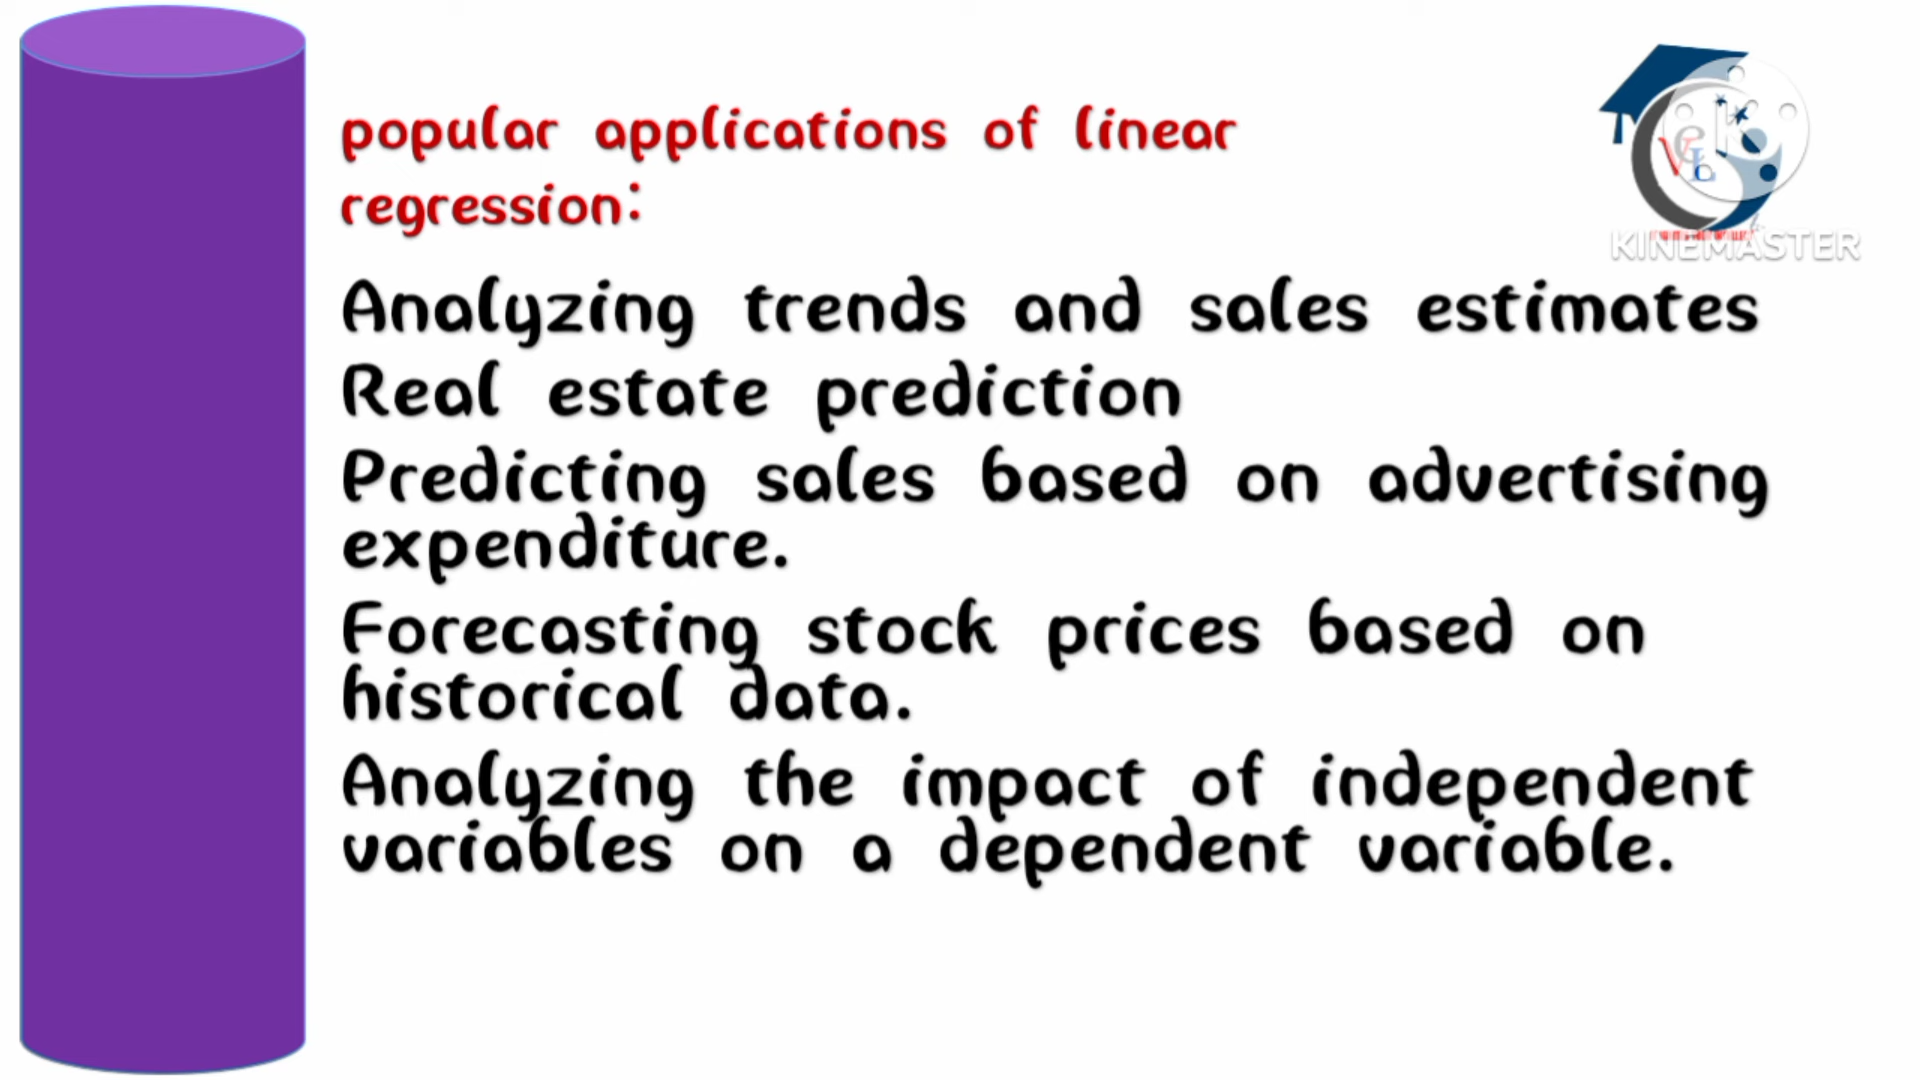 popular applications of linear
regression:
Analyzing trends and sales estimates
Real estate prediction
Predicting sales based on advertising
expenditure.
Forecasting stock prices based on
historical data.
Analyzing the impact of independent
variables on a dependent variable.
KINEMASTER